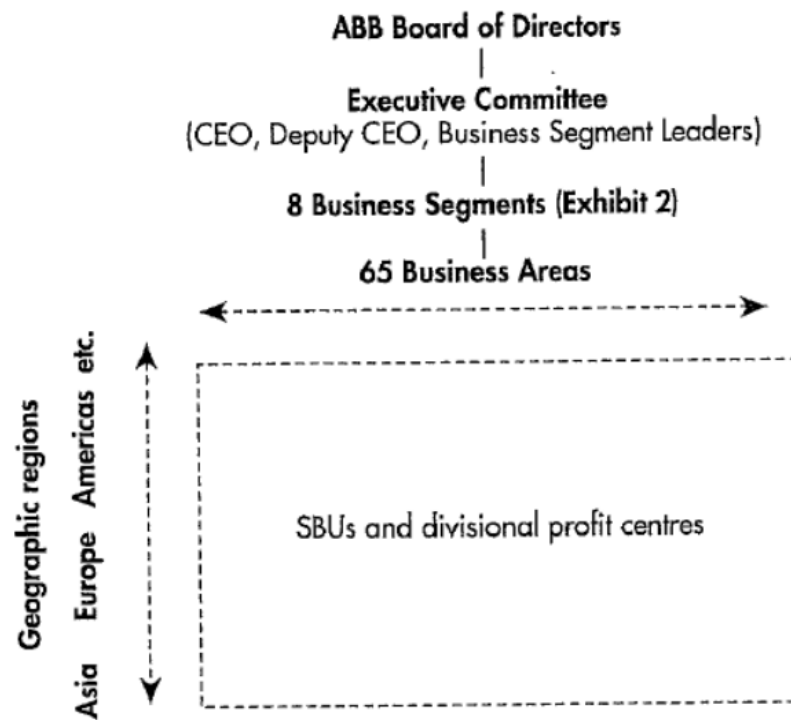 ABB Board of Directors
Executive Committee
(CEO, Deputy CEO, Business Segment Leaders)
8 Business Segments (Exhibit 2)
65 Business Areas
Geographic regions
Asia Europe Americas etc.
SBUs and divisional profit centres